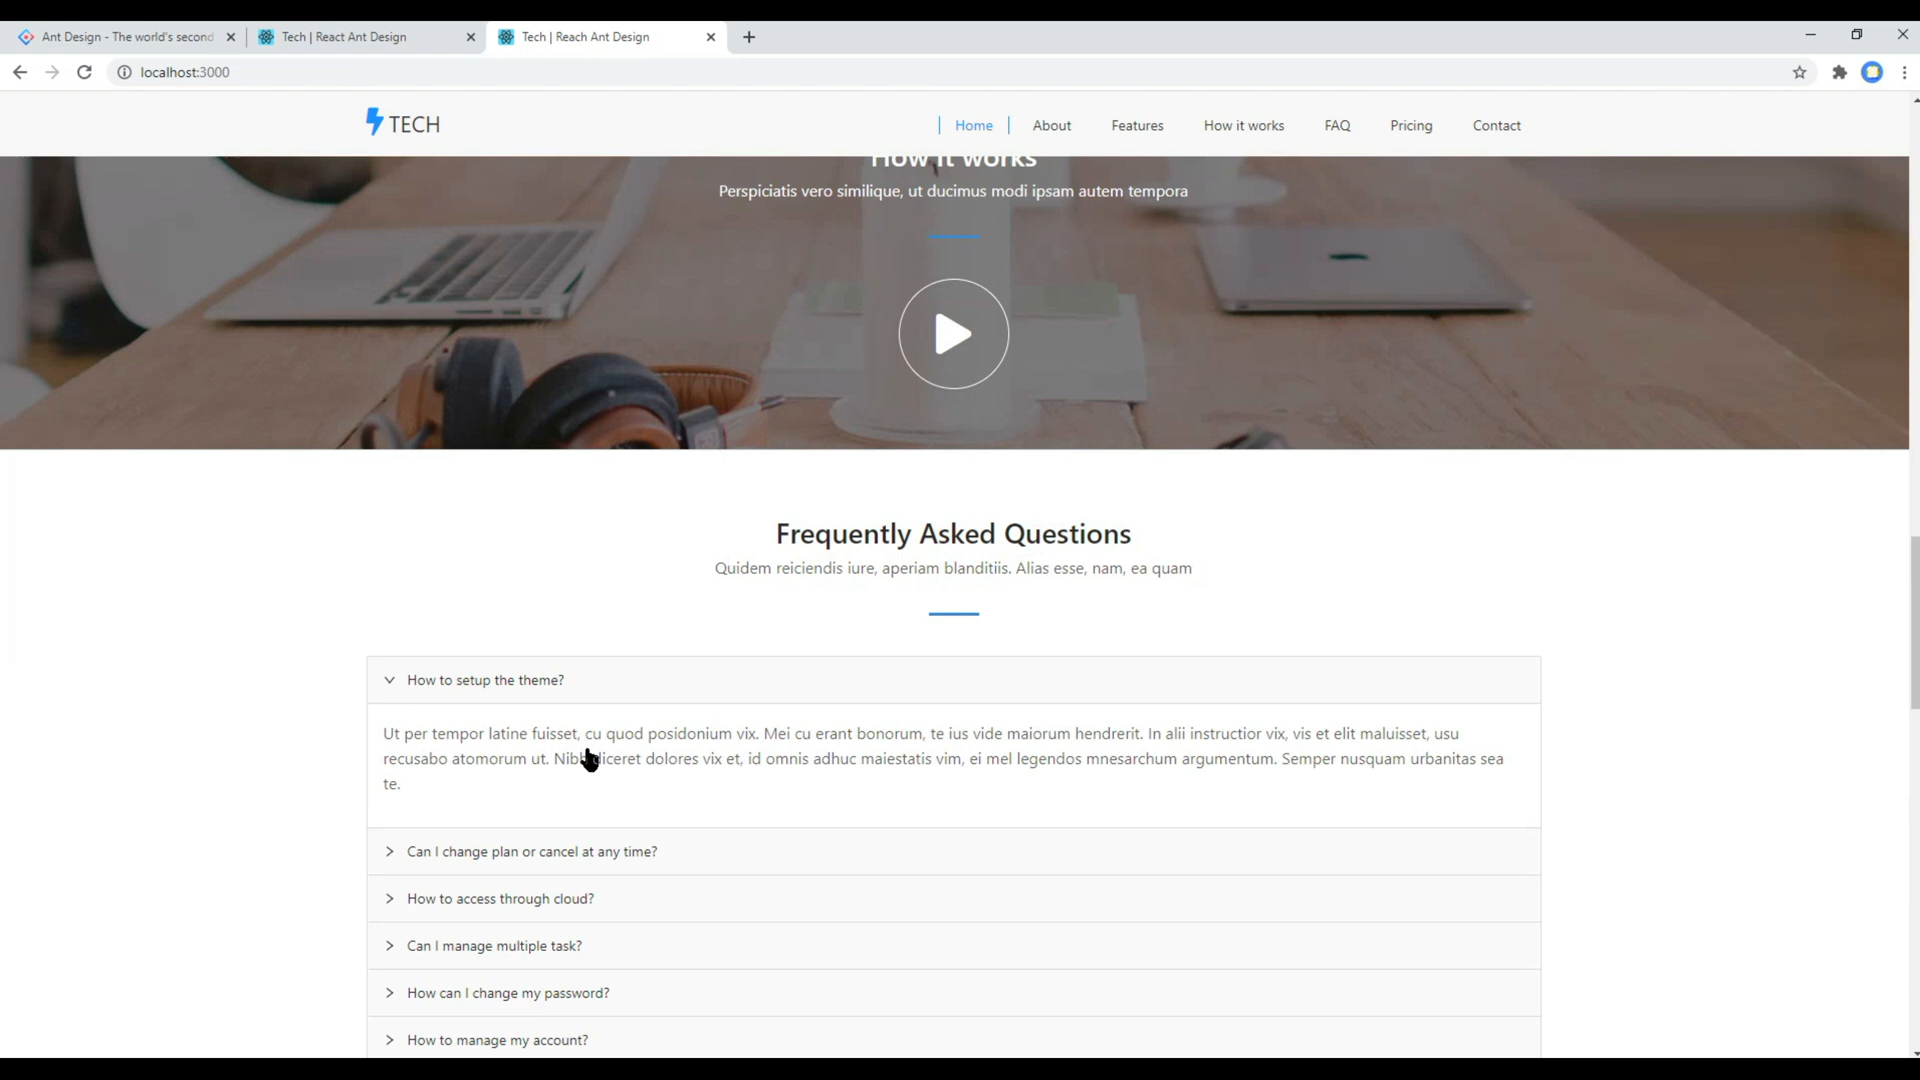 Ant Design - The world's second
Tech | React Ant Design
Tech | Reach Ant Design
localhost:3000
TECH
Home
About
Features
How it works
FAQ
Pricing
Contact
How it works
Perspiciatis vero similique, ut ducimus modi ipsam autem tempora
Frequently Asked Questions
Quidem reiciendis iure, aperiam blanditiis. Alias esse, nam, ea quam
How to setup the theme?
Ut per tempor latine fuisset, cu quod posidonium vix. Mei cu erant bonorum, te ius vide maiorum hendrerit. In alii instructior vix, vis et elit maluisset, usu
recusabo atomorum ut. Nibh diceret dolores vix et, id omnis adhuc maiestatis vim, ei mel legendos mnesarchum argumentum. Semper nusquam urbanitas sea
te.
Can I change plan or cancel at any time?
How to access through cloud?
Can I manage multiple task?
How can I change my password?
How to manage my account?